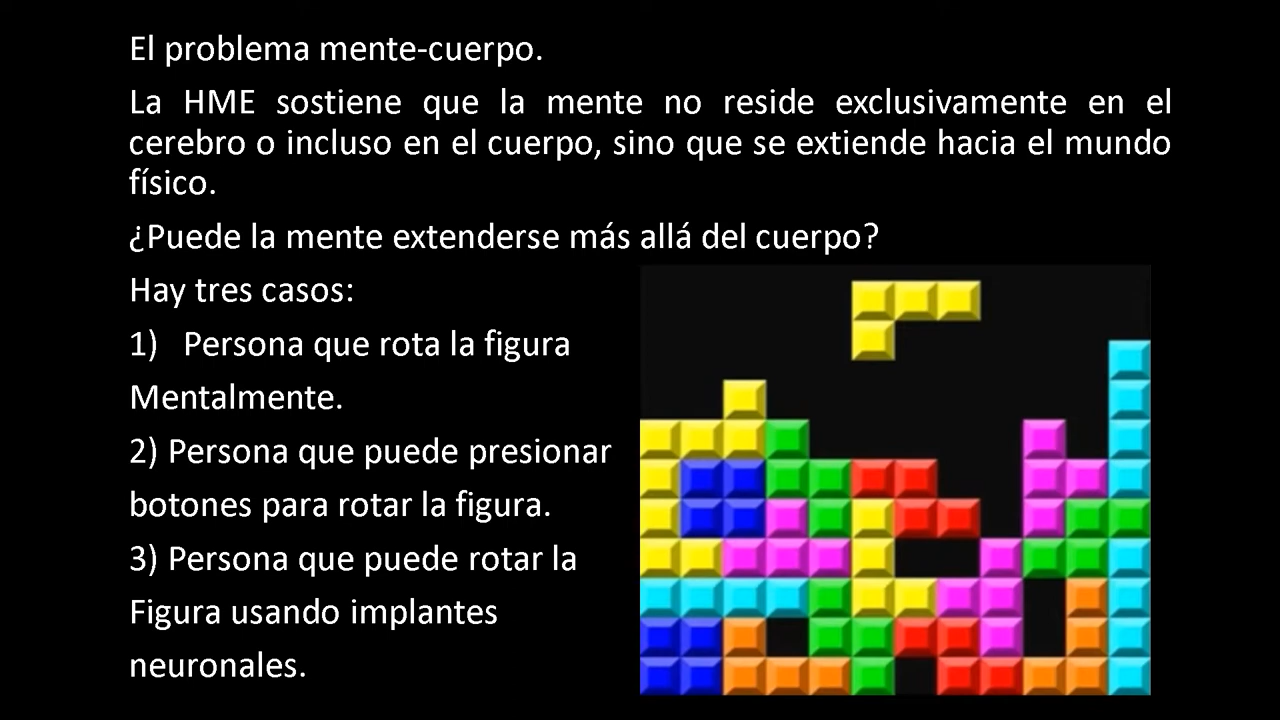 El problema mente-cuerpo.
La HME sostiene que la mente no reside exclusivamente en el
cerebro o incluso en el cuerpo, sino que se extiende hacia el mundo
físico.
¿Puede la mente extenderse más allá del cuerpo?
Hay tres casos:
1) Persona que rota la figura
Mentalmente.
2) Persona que puede presionar
botones para rotar la figura.
3) Persona que puede rotar la
Figura usando implantes
neuronales.